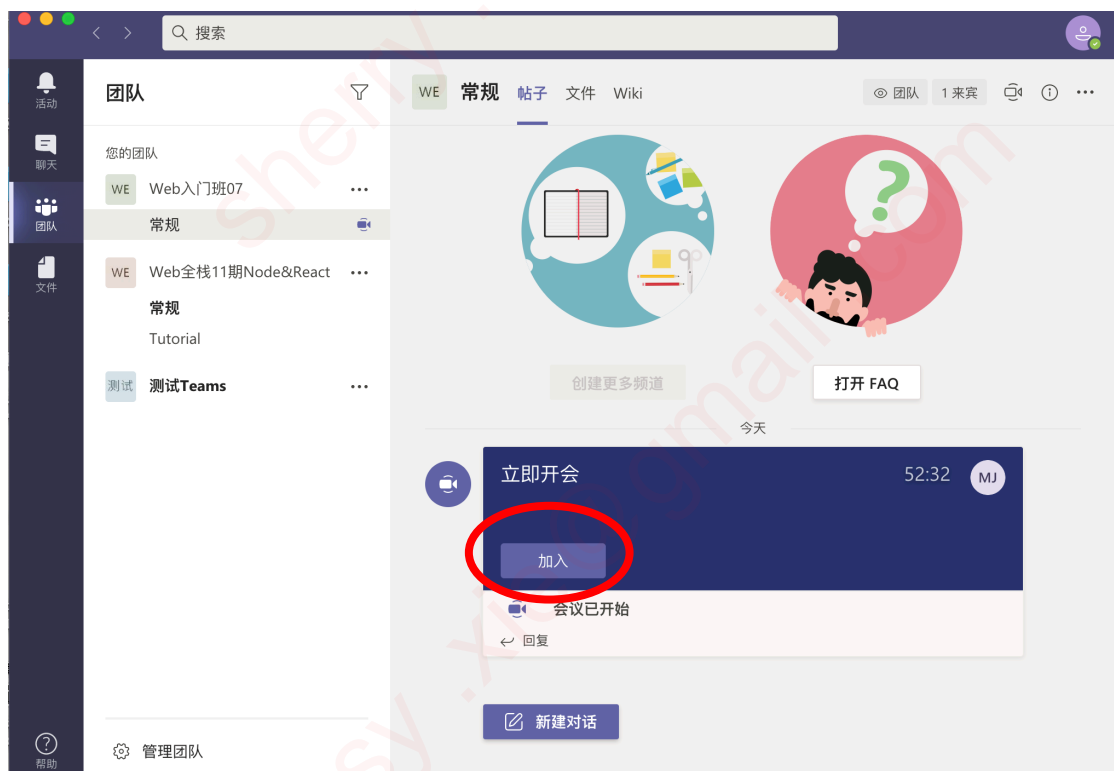 搜索
活动
聊天
团队
文件
帮助
团队
您的团队
WE Web入门班07
常规
WE Web全栈11期Node&React
常规
Tutorial
测试 测试Teams
管理团队
WE 常规 帖子 文件 Wiki
团队 1 来宾
创建更多频道
打开 FAQ
今天
立即开会 52:32 MJ
加入
会议已开始
回复
新建对话